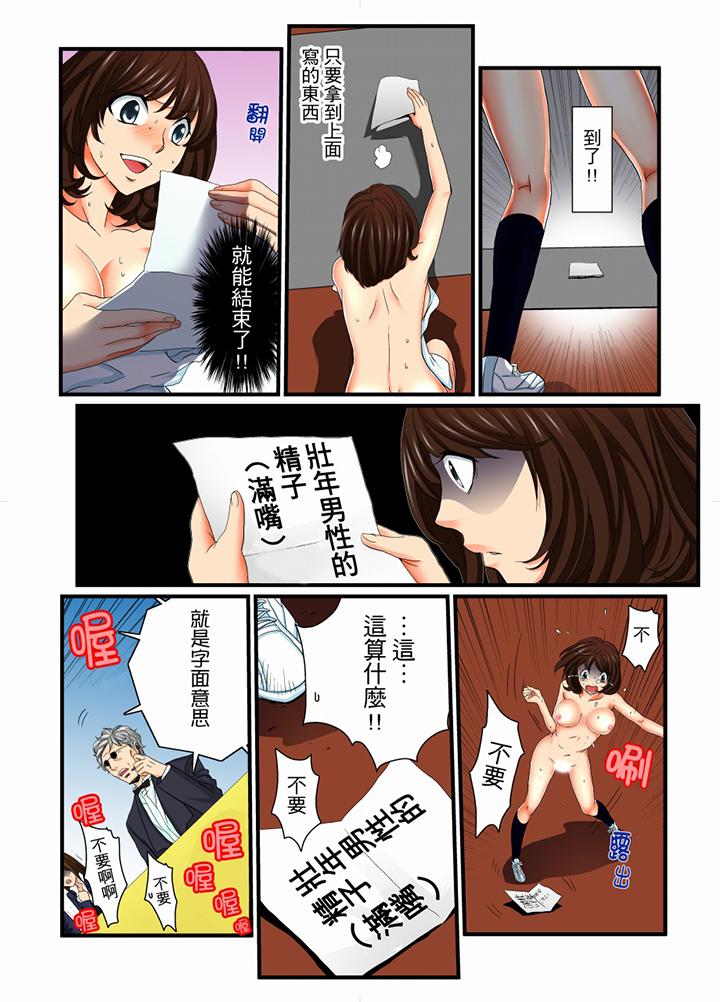 到了!!
只要拿到上面
寫的東西
翻開
就能結束了!!
壯年男性的
精子
(滿嘴)
不
不要
唰
露出
…這…
這算什麼!!
不要
壯年男性的
精子
(滿嘴)
就是字面意思
喔
喔
不要啊啊
不要
喔
喔
喔
喔
喔
喔